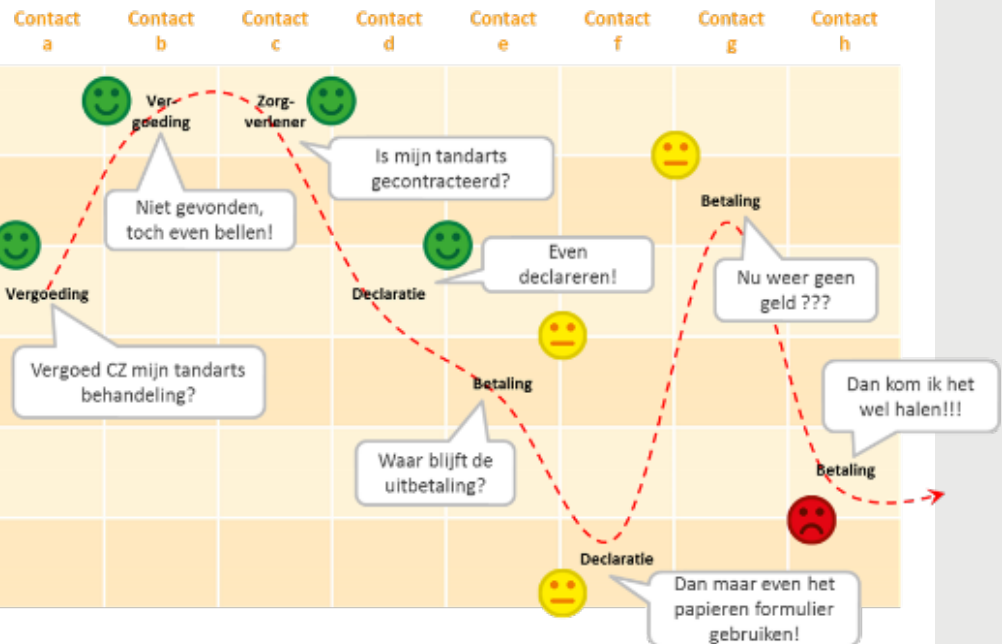 Contact
a
Contact
b
Contact
c
Contact
d
Contact
e
Contact
f
Contact
g
Contact
h
Ver-
goeding
Zorg-
verlener
Is mijn tandarts
gecontracteerd?
Niet gevonden,
toch even bellen!
Betaling
Even
declareren!
Nu weer geen
geld ???
Vergoeding
Declaratie
Vergoed CZ mijn tandarts
behandeling?
Betaling
Dan kom ik het
wel halen!!!
Waar blijft de
uitbetaling?
Betaling
Declaratie
Dan maar even het
papieren formulier
gebruiken!